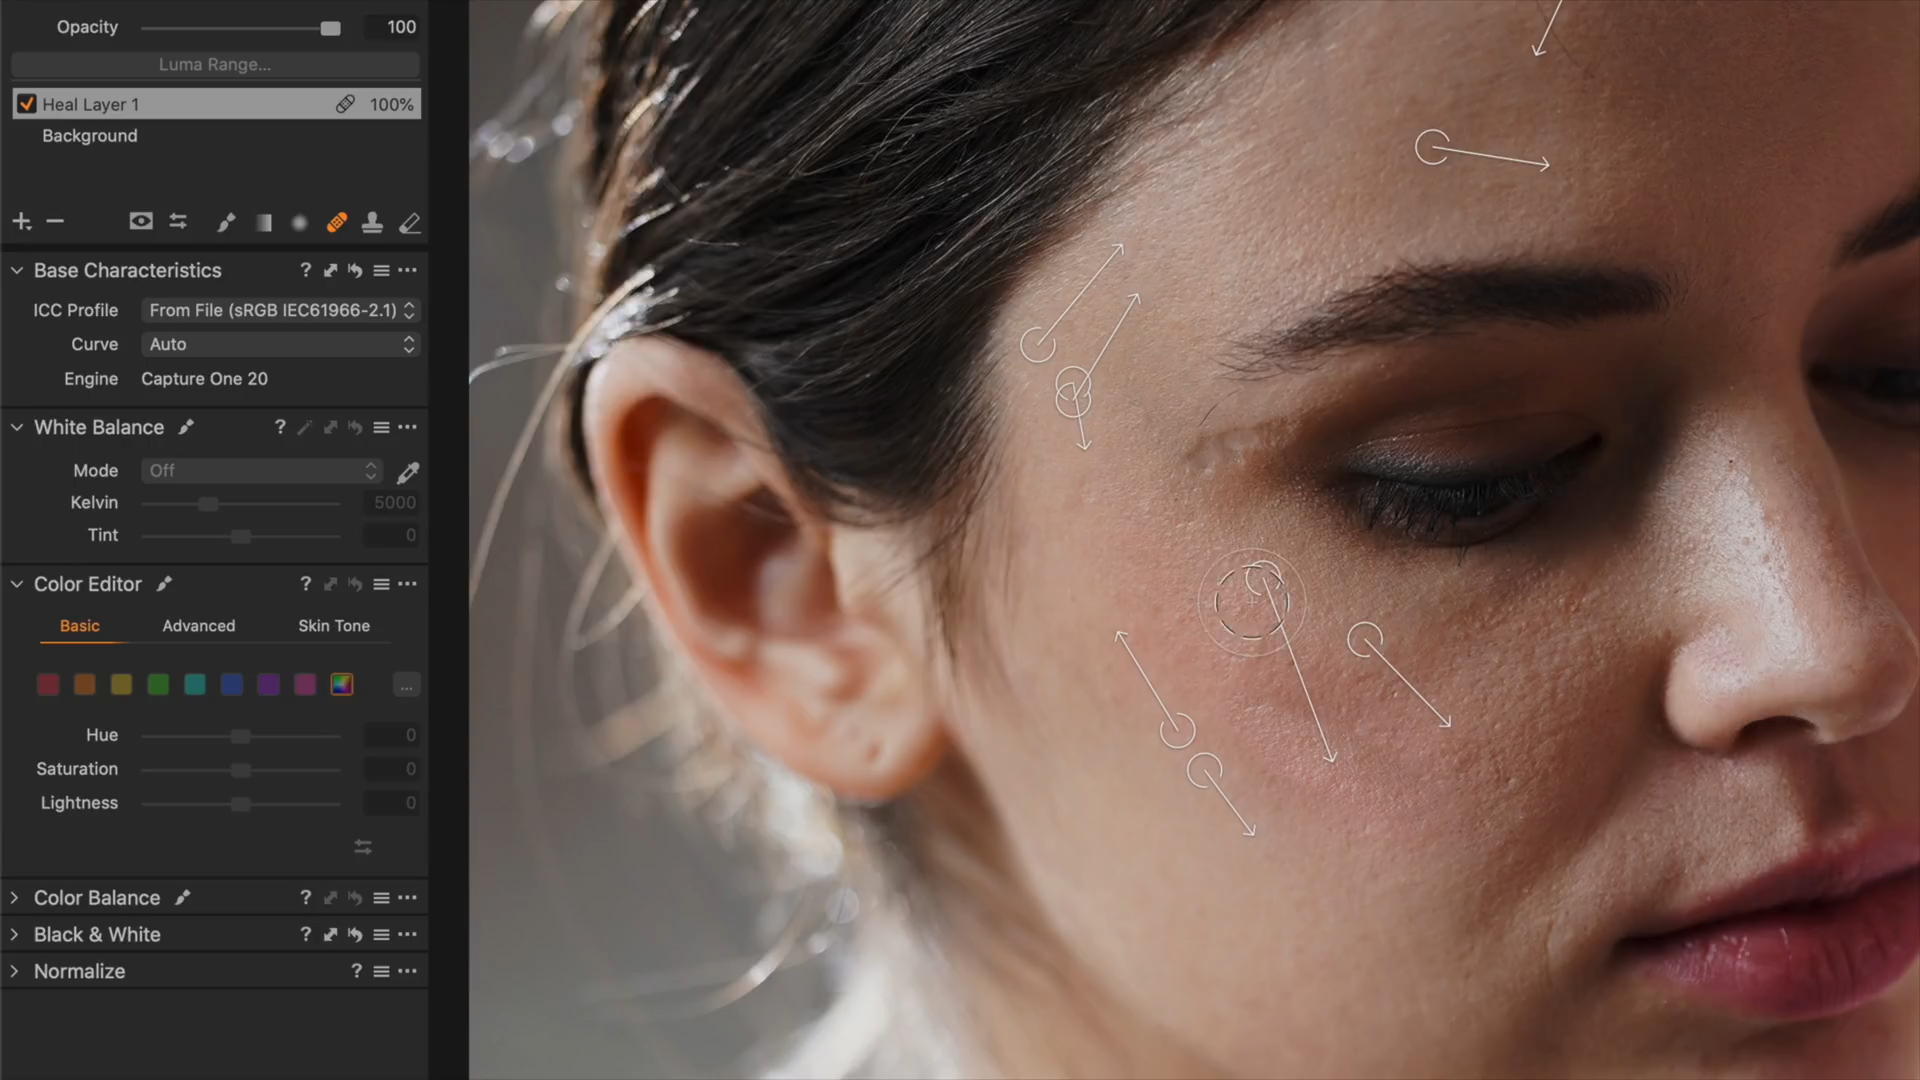 Opacity 100
Luma Range...
Heal Layer 1 100%
Background
Base Characteristics ?
ICC Profile From File (sRGB IEC61966-2.1)
Curve Auto
Engine Capture One 20
White Balance ?
Mode Off
Kelvin 5000
Tint 0
Color Editor ?
Basic Advanced Skin Tone
...
Hue 0
Saturation 0
Lightness 0
Color Balance ?
Black & White ?
Normalize ?